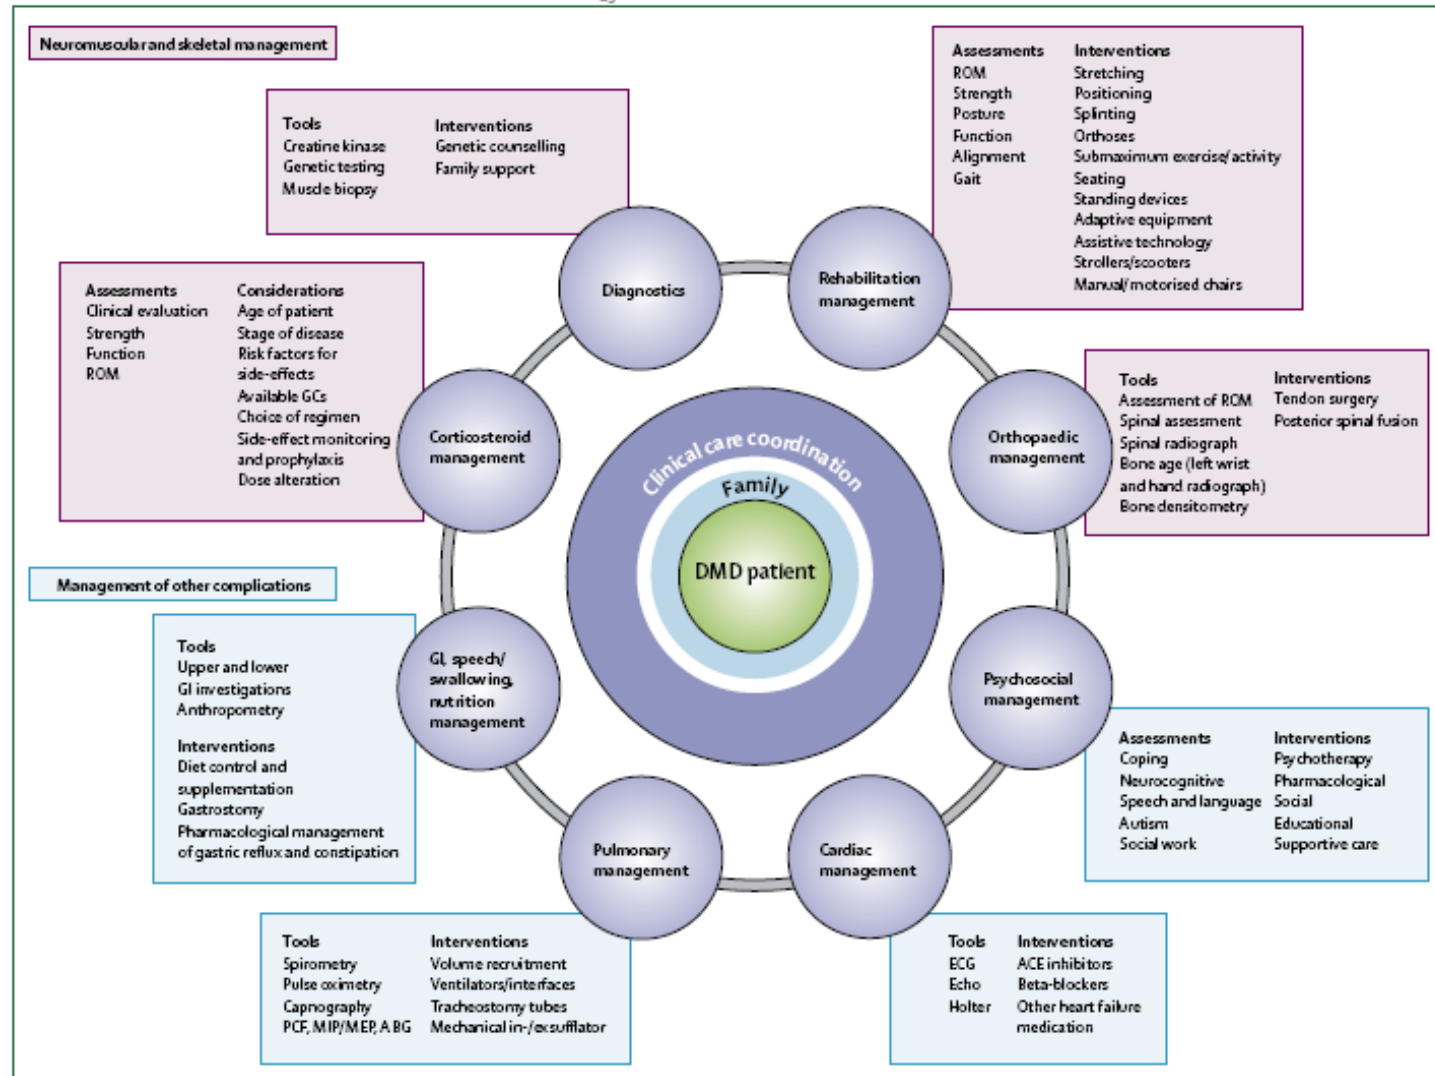 Neuromuscular and skeletal management
Tools
Creatine kinase
Genetic testing
Muscle biopsy
Interventions
Genetic counselling
Family support
Assessments
ROM
Strength
Posture
Function
Alignment
Gait
Interventions
Stretching
Positioning
Splinting
Orthoses
Submaximum exercise/activity
Seating
Standing devices
Adaptive equipment
Assistive technology
Strollers/scooters
Manual/motorised chairs
Diagnostics
Rehabilitation
management
Assessments
Clinical evaluation
Strength
Function
ROM
Considerations
Age of patient
Stage of disease
Risk factors for
side-effects
Available GCs
Choice of regimen
Side-effect monitoring
and prophylaxis
Dose alteration
Corticosteroid
management
Orthopaedic
management
Tools
Assessment of ROM
Spinal assessment
Spinal radiograph
Bone age (left wrist
and hand radiograph)
Bone densitometry
Interventions
Tendon surgery
Posterior spinal fusion
Clinical care coordination
Family
DMD patient
Management of other complications
Tools
Upper and lower
GI investigations
Anthropometry
Interventions
Diet control and
supplementation
Gastrostomy
Pharmacological management
of gastric reflux and constipation
GI, speech/
swallowing,
nutrition
management
Psychosocial
management
Assessments
Coping
Neurocognitive
Speech and language
Autism
Social work
Interventions
Psychotherapy
Pharmacological
Social
Educational
Supportive care
Pulmonary
management
Cardiac
management
Tools
Spirometry
Pulse oximetry
Capnography
PCF, MIP/MEP, ABG
Interventions
Volume recruitment
Ventilators/interfaces
Tracheostomy tubes
Mechanical in-/exsufflator
Tools
ECG
Echo
Holter
Interventions
ACE inhibitors
Beta-blockers
Other heart failure
medication